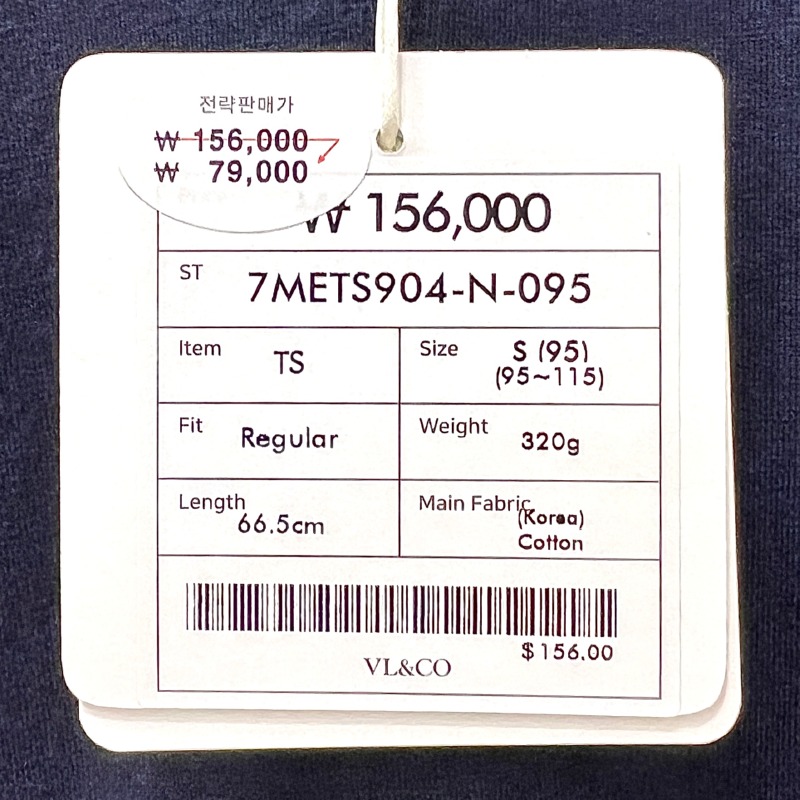 전략판매가
₩ 156,000
₩ 79,000
₩ 156,000
ST 7METS904-N-095
Item TS
Size S (95)
(95~115)
Fit Regular
Weight 320g
Length 66.5cm
Main Fabric (Korea)
Cotton
$156.00
VL&CO